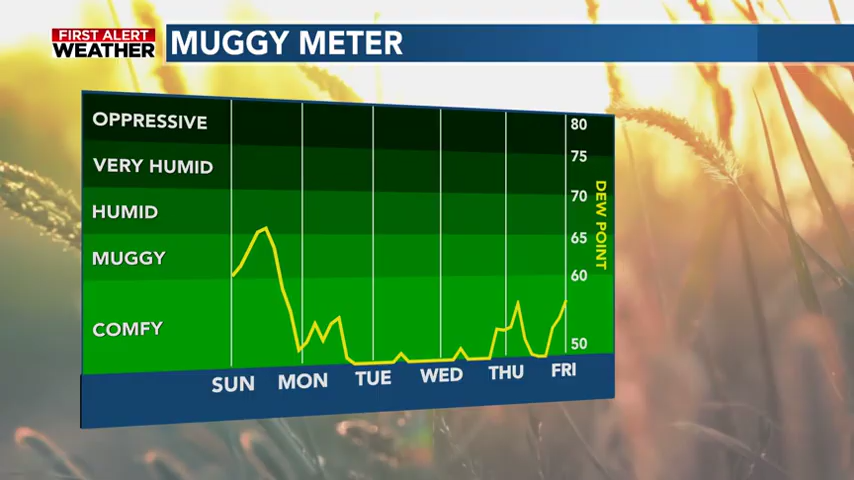 FIRST ALERT
WEATHER
MUGGY METER
OPPRESSIVE
VERY HUMID
HUMID
MUGGY
COMFY
80
75
70
65
60
50
DEW POINT
SUN MON TUE WED THU FRI